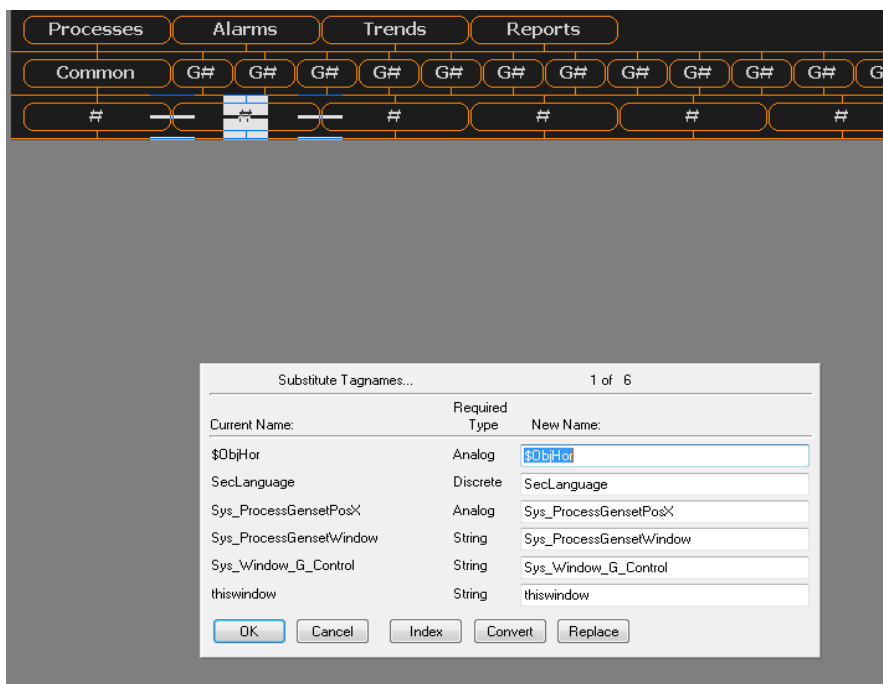 Processes Alarms Trends Reports
Common G# G# G# G# G# G# G# G# G# G# G# G
# # # # # #
Substitute Tagnames... 1 of 6
Required
Current Name: Type New Name:
$ObjHor Analog $ObjHor
SecLanguage Discrete SecLanguage
Sys_ProcessGensetPosX Analog Sys_ProcessGensetPosX
Sys_ProcessGensetWindow String Sys_ProcessGensetWindow
Sys_Window_G_Control String Sys_Window_G_Control
thiswindow String thiswindow
OK Cancel Index Convert Replace